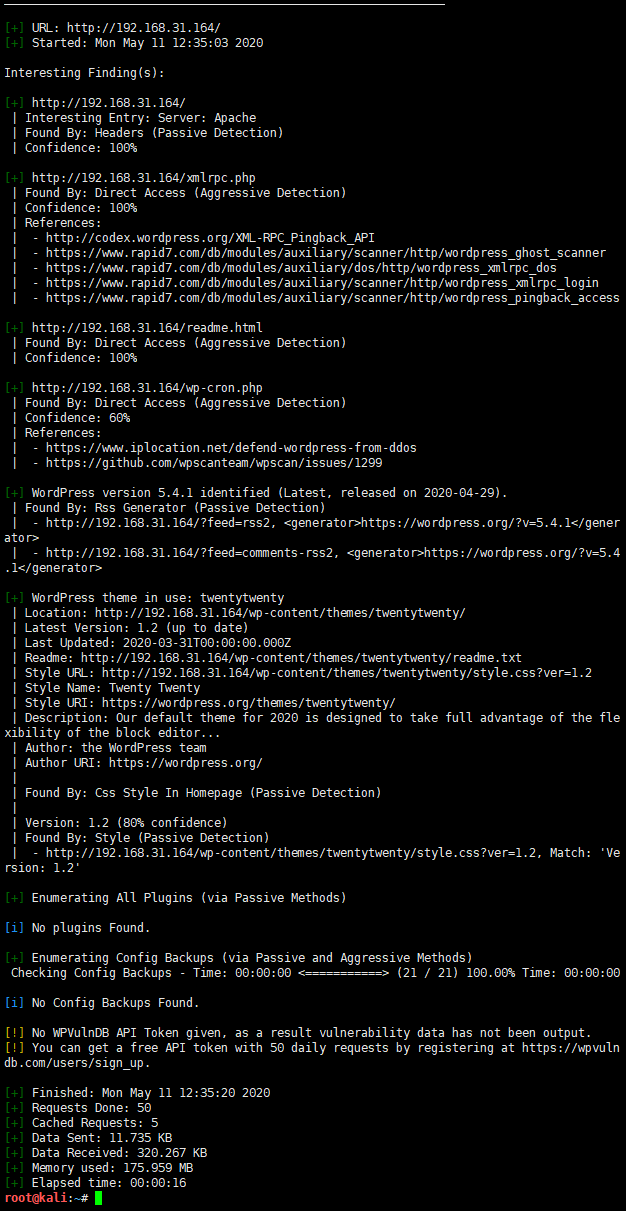 [+] URL: http://192.168.31.164/
[+] Started: Mon May 11 12:35:03 2020
Interesting Finding(s):
[+] http://192.168.31.164/
| Interesting Entry: Server: Apache
| Found By: Headers (Passive Detection)
| Confidence: 100%
[+] http://192.168.31.164/xmlrpc.php
| Found By: Direct Access (Aggressive Detection)
| Confidence: 100%
| References:
|  - http://codex.wordpress.org/XML-RPC_Pingback_API
|  - https://www.rapid7.com/db/modules/auxiliary/scanner/http/wordpress_ghost_scanner
|  - https://www.rapid7.com/db/modules/auxiliary/dos/http/wordpress_xmlrpc_dos
|  - https://www.rapid7.com/db/modules/auxiliary/scanner/http/wordpress_xmlrpc_login
|  - https://www.rapid7.com/db/modules/auxiliary/scanner/http/wordpress_pingback_access
[+] http://192.168.31.164/readme.html
| Found By: Direct Access (Aggressive Detection)
| Confidence: 100%
[+] http://192.168.31.164/wp-cron.php
| Found By: Direct Access (Aggressive Detection)
| Confidence: 60%
| References:
|  - https://www.iplocation.net/defend-wordpress-from-ddos
|  - https://github.com/wpscanteam/wpscan/issues/1299
[+] WordPress version 5.4.1 identified (Latest, released on 2020-04-29).
| Found By: Rss Generator (Passive Detection)
|  - http://192.168.31.164/?feed=rss2, <generator>https://wordpress.org/?v=5.4.1</gener
ator>
|  - http://192.168.31.164/?feed=comments-rss2, <generator>https://wordpress.org/?v=5.4
.1</generator>
[+] WordPress theme in use: twentytwenty
| Location: http://192.168.31.164/wp-content/themes/twentytwenty/
| Latest Version: 1.2 (up to date)
| Last Updated: 2020-03-31T00:00:00.000Z
| Readme: http://192.168.31.164/wp-content/themes/twentytwenty/readme.txt
| Style URL: http://192.168.31.164/wp-content/themes/twentytwenty/style.css?ver=1.2
| Style Name: Twenty Twenty
| Style URI: https://wordpress.org/themes/twentytwenty/
| Description: Our default theme for 2020 is designed to take full advantage of the fle
xibility of the block editor...
| Author: the WordPress team
| Author URI: https://wordpress.org/
|
| Found By: Css Style In Homepage (Passive Detection)
|
| Version: 1.2 (80% confidence)
| Found By: Style (Passive Detection)
|  - http://192.168.31.164/wp-content/themes/twentytwenty/style.css?ver=1.2, Match: 'Ve
rsion: 1.2'
[+] Enumerating All Plugins (via Passive Methods)
[i] No plugins Found.
[+] Enumerating Config Backups (via Passive and Aggressive Methods)
Checking Config Backups - Time: 00:00:00 <===========> (21 / 21) 100.00% Time: 00:00:00
[i] No Config Backups Found.
[!] No WPVulnDB API Token given, as a result vulnerability data has not been output.
[!] You can get a free API token with 50 daily requests by registering at https://wpvuln
db.com/users/sign_up.
[+] Finished: Mon May 11 12:35:20 2020
[+] Requests Done: 50
[+] Cached Requests: 5
[+] Data Sent: 11.735 KB
[+] Data Received: 320.267 KB
[+] Memory used: 175.959 MB
[+] Elapsed time: 00:00:16
root@kali:~#